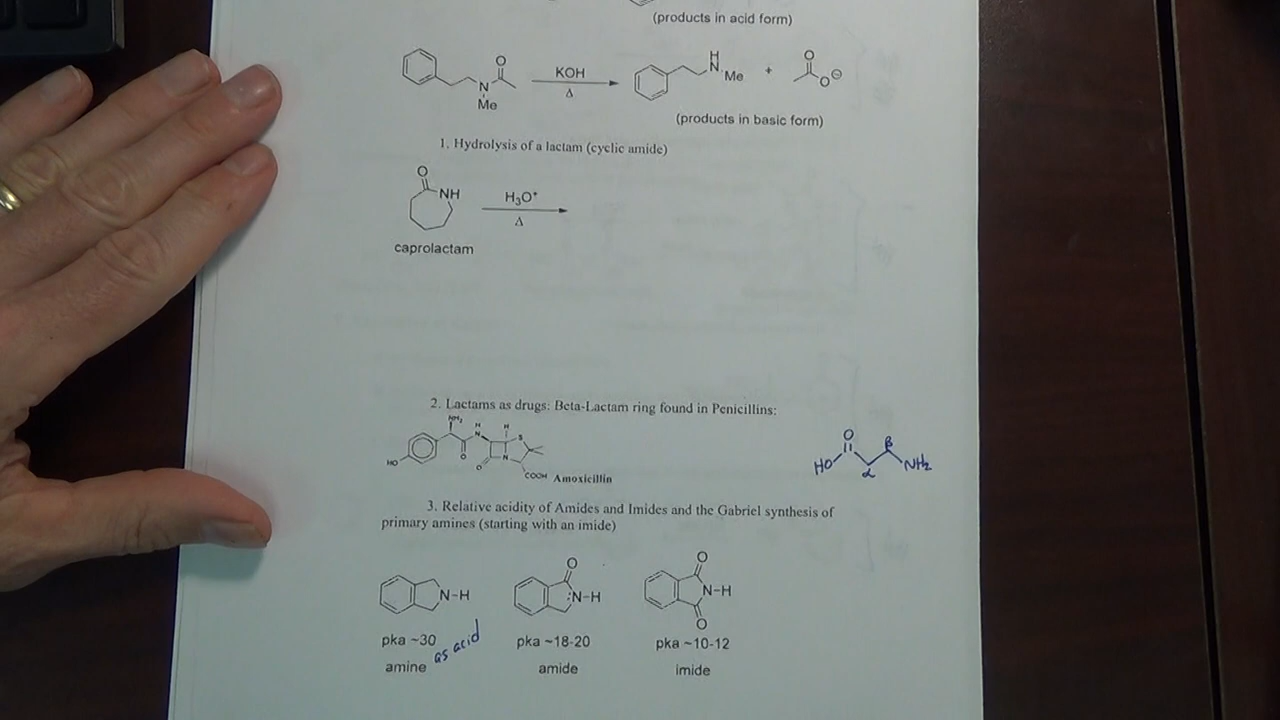 (products in acid form)
O
N
Me
KOH
Δ
H
N
Me
+
O
O⊖
(products in basic form)
1. Hydrolysis of a lactam (cyclic amide)
O
NH
H3O+
Δ
caprolactam
2. Lactams as drugs: Beta-Lactam ring found in Penicillins:
NH2
H
N
H
S
O
N
O
HO
COOH Amoxicillin
O
HO
α
β
NH2
3. Relative acidity of Amides and Imides and the Gabriel synthesis of
primary amines (starting with an imide)
N-H
O
:N-H
O
N-H
O
pka ~30
as acid
amine
pka ~18-20
amide
pka ~10-12
imide